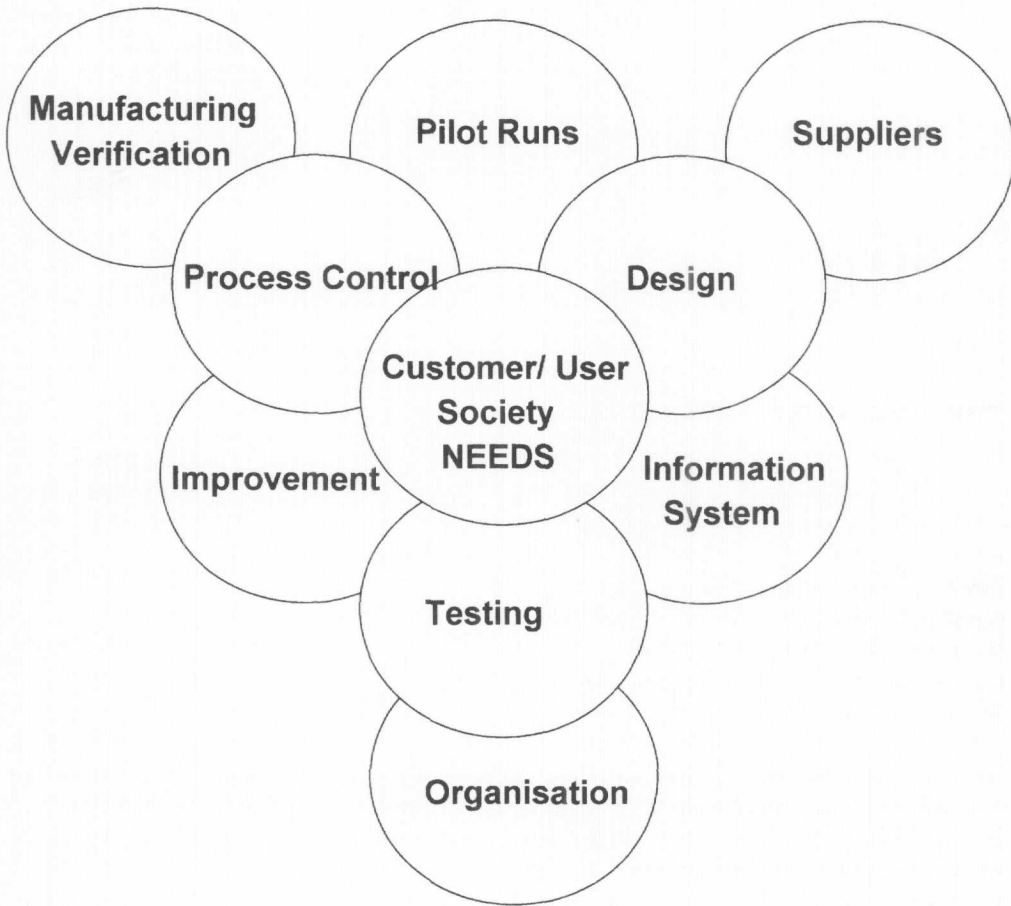 Manufacturing
Verification
Pilot Runs
Suppliers
Process Control
Design
Customer/ User
Society
NEEDS
Improvement
Information
System
Testing
Organisation